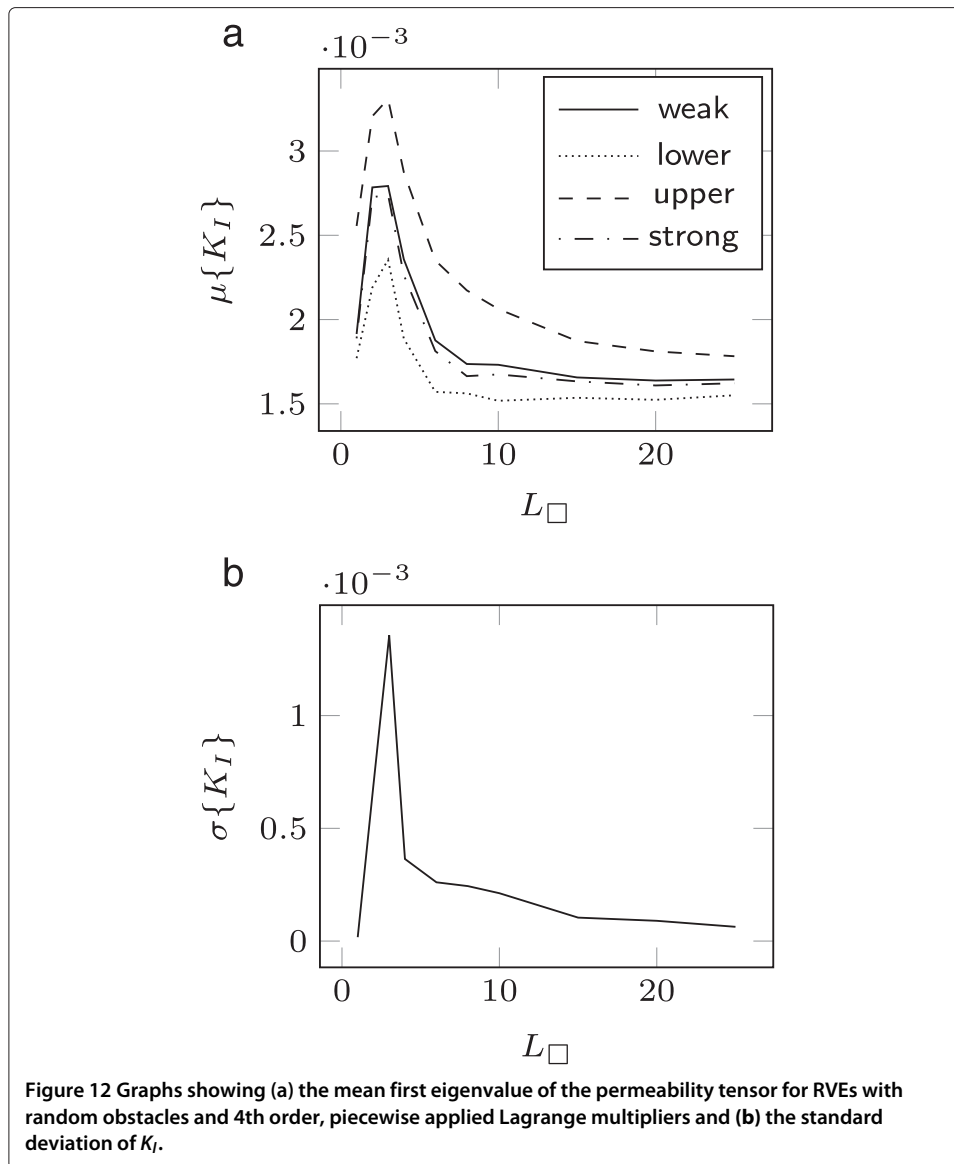 a
·10⁻³
3
2.5
2
1.5
μ{K_I}
weak
lower
upper
strong
0 10 20
L_□
b
·10⁻³
1
0.5
0
σ{K_I}
0 10 20
L_□
Figure 12 Graphs showing (a) the mean first eigenvalue of the permeability tensor for RVEs with
random obstacles and 4th order, piecewise applied Lagrange multipliers and (b) the standard
deviation of K_I.